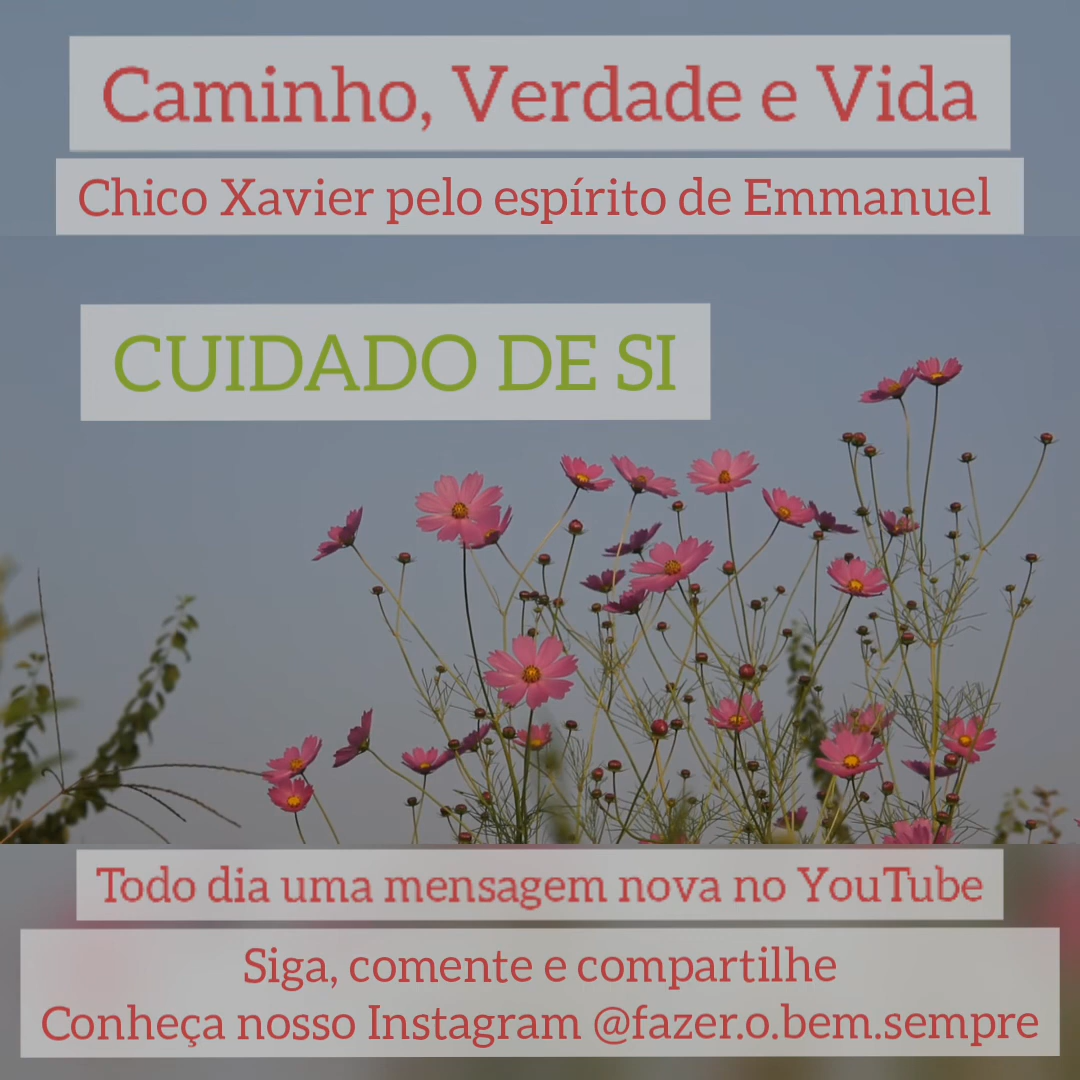 Caminho, Verdade e Vida
Chico Xavier pelo espírito de Emmanuel
CUIDADO DE SI
Todo dia uma mensagem nova no YouTube
Siga, comente e compartilhe
Conheça nosso Instagram @fazer.o.bem.sempre